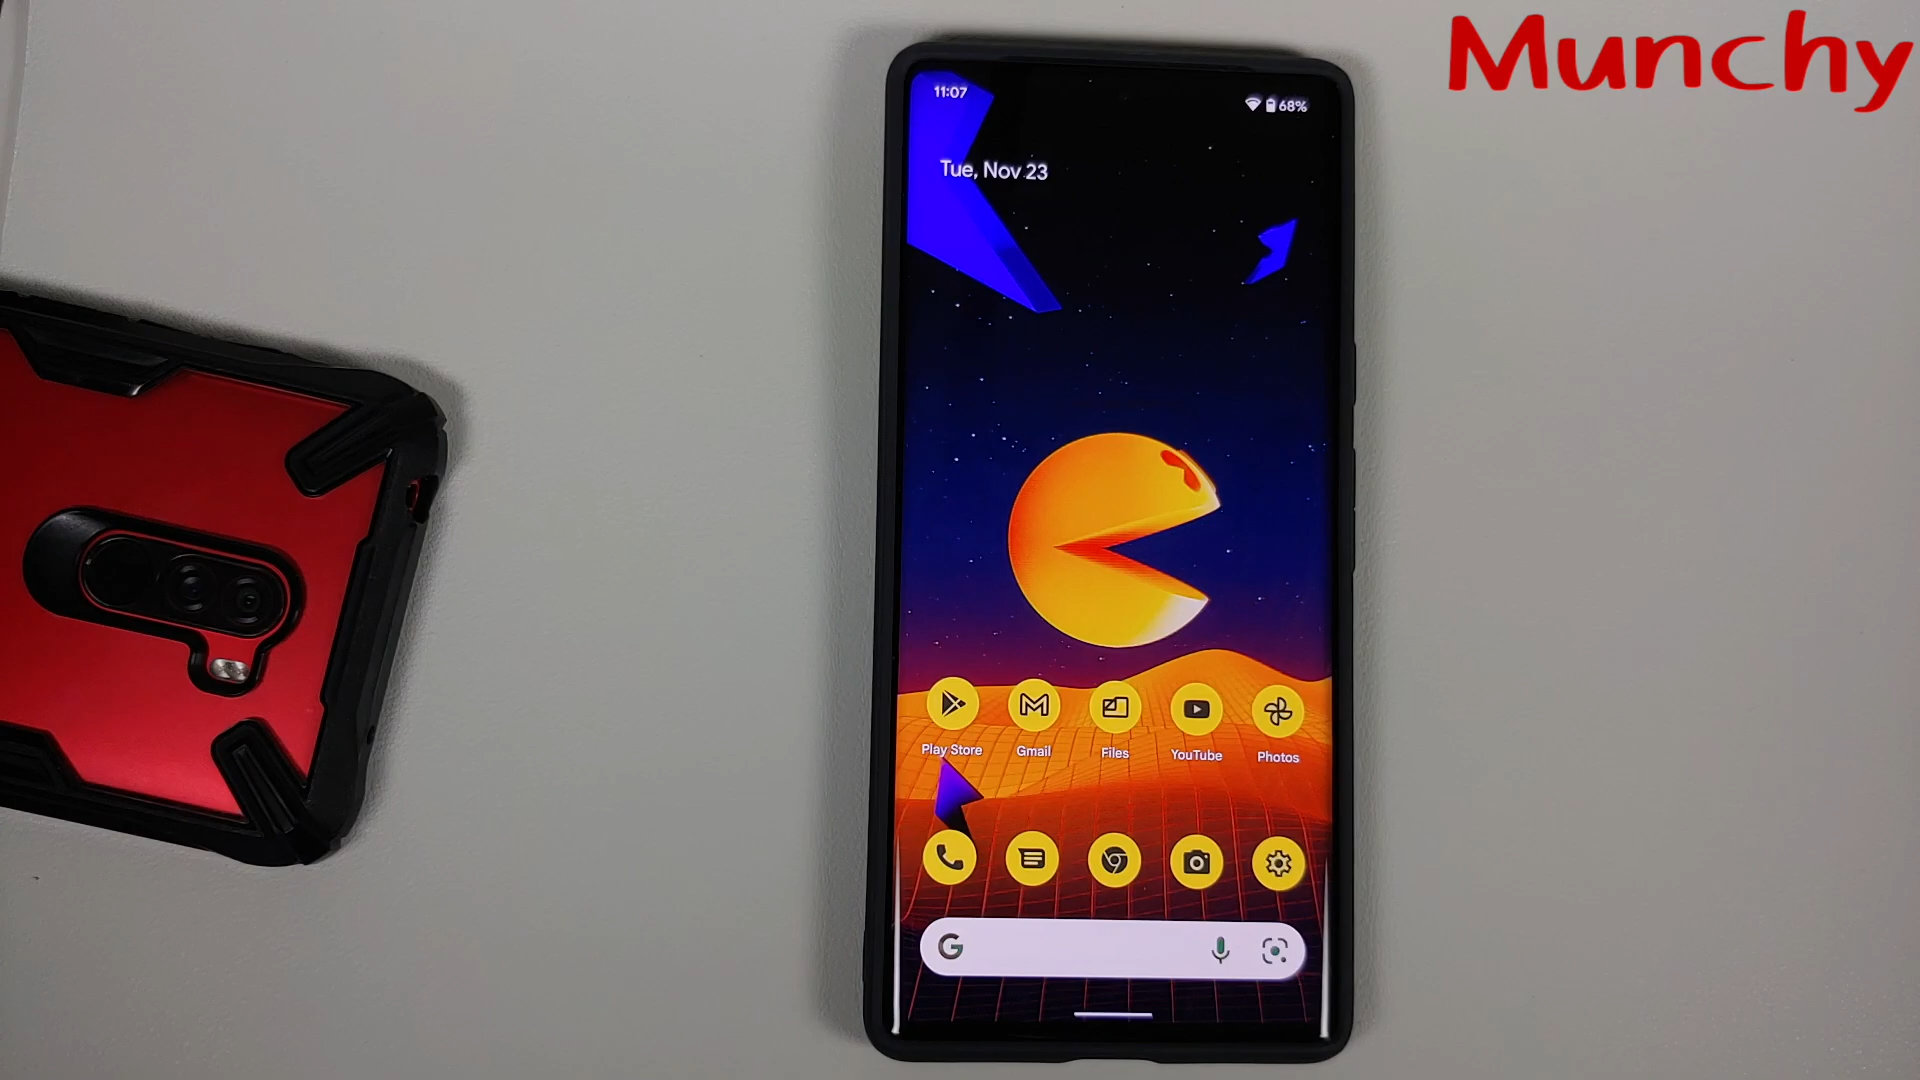 Munchy
11:07
68%
Tue, Nov 23
Play Store
Gmail
Files
YouTube
Photos
G